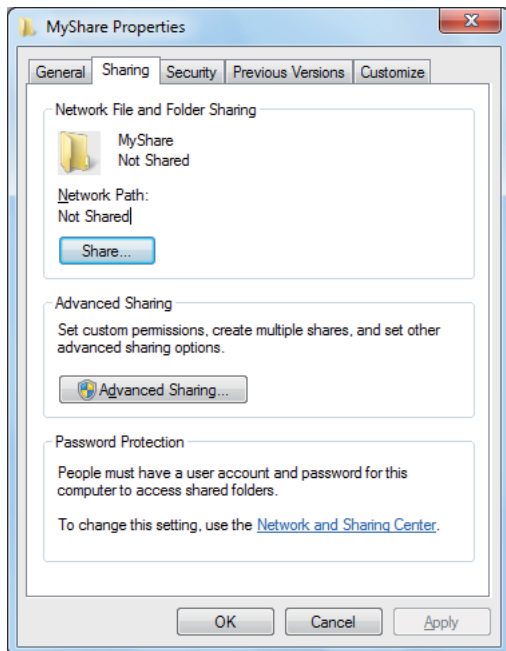 MyShare Properties
General Sharing Security Previous Versions Customize
Network File and Folder Sharing
MyShare
Not Shared
Network Path:
Not Shared
Share...
Advanced Sharing
Set custom permissions, create multiple shares, and set other
advanced sharing options.
Advanced Sharing...
Password Protection
People must have a user account and password for this
computer to access shared folders.
To change this setting, use the Network and Sharing Center.
OK Cancel Apply